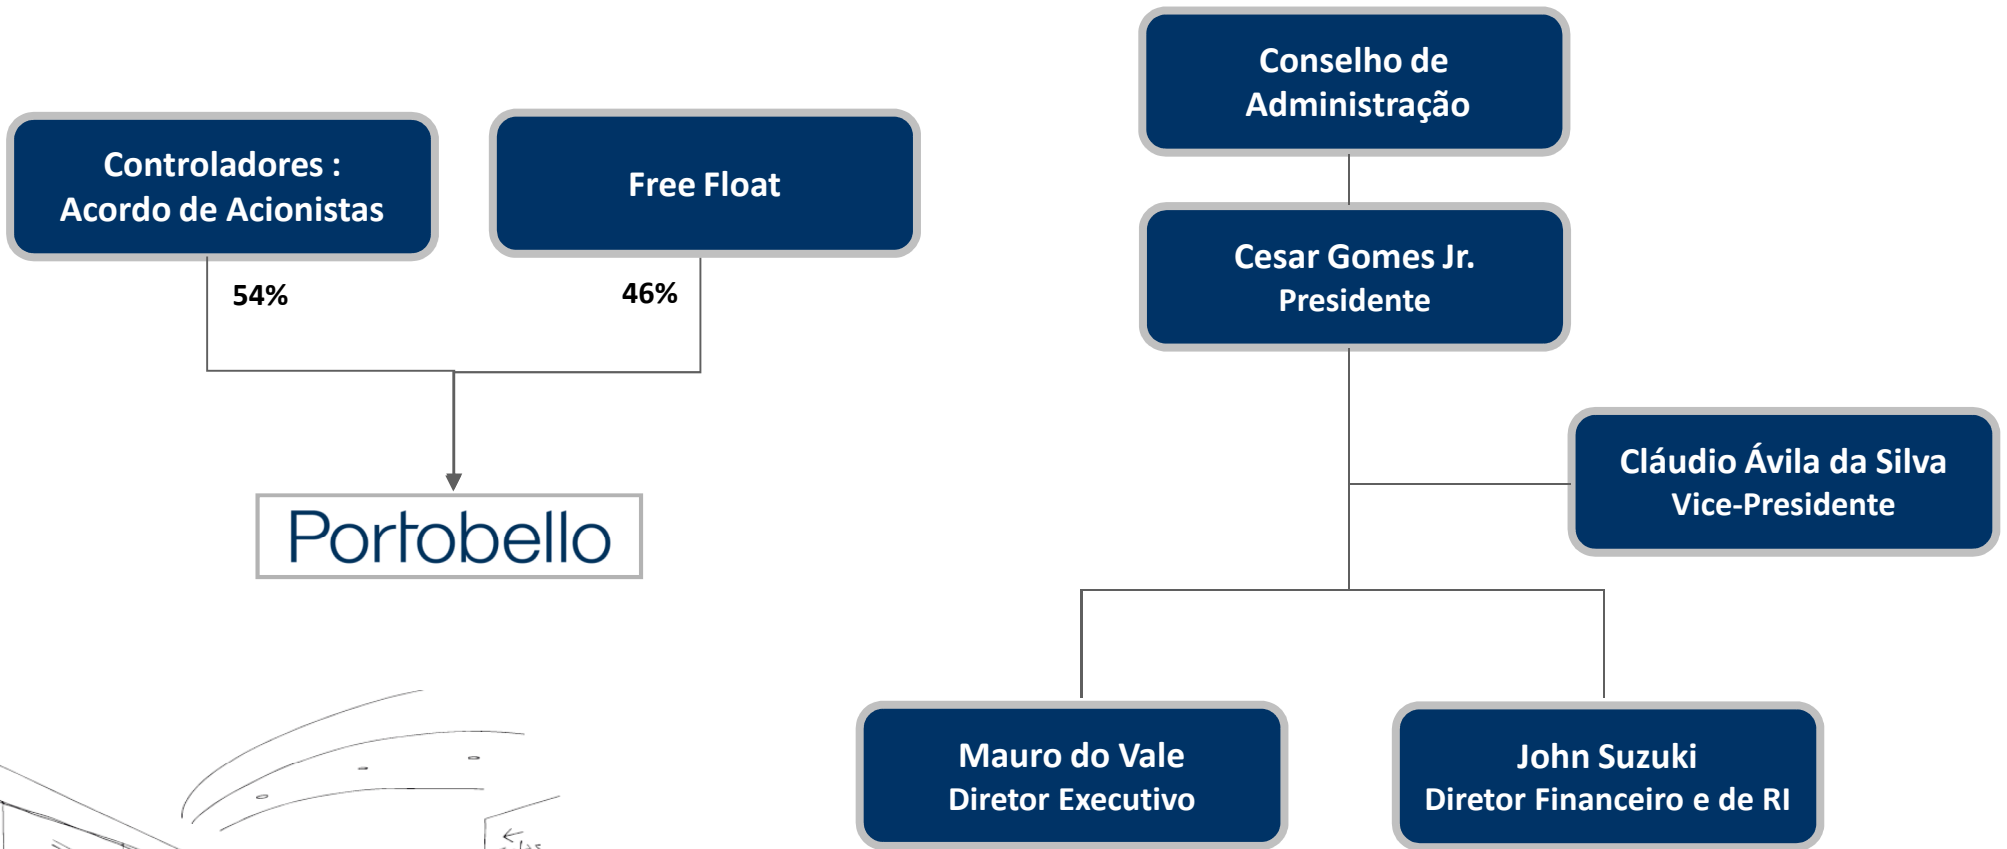 Controladores :
Acordo de Acionistas
Free Float
54%
46%
Portobello
Conselho de
Administração
Cesar Gomes Jr.
Presidente
Cláudio Ávila da Silva
Vice-Presidente
Mauro do Vale
Diretor Executivo
John Suzuki
Diretor Financeiro e de RI